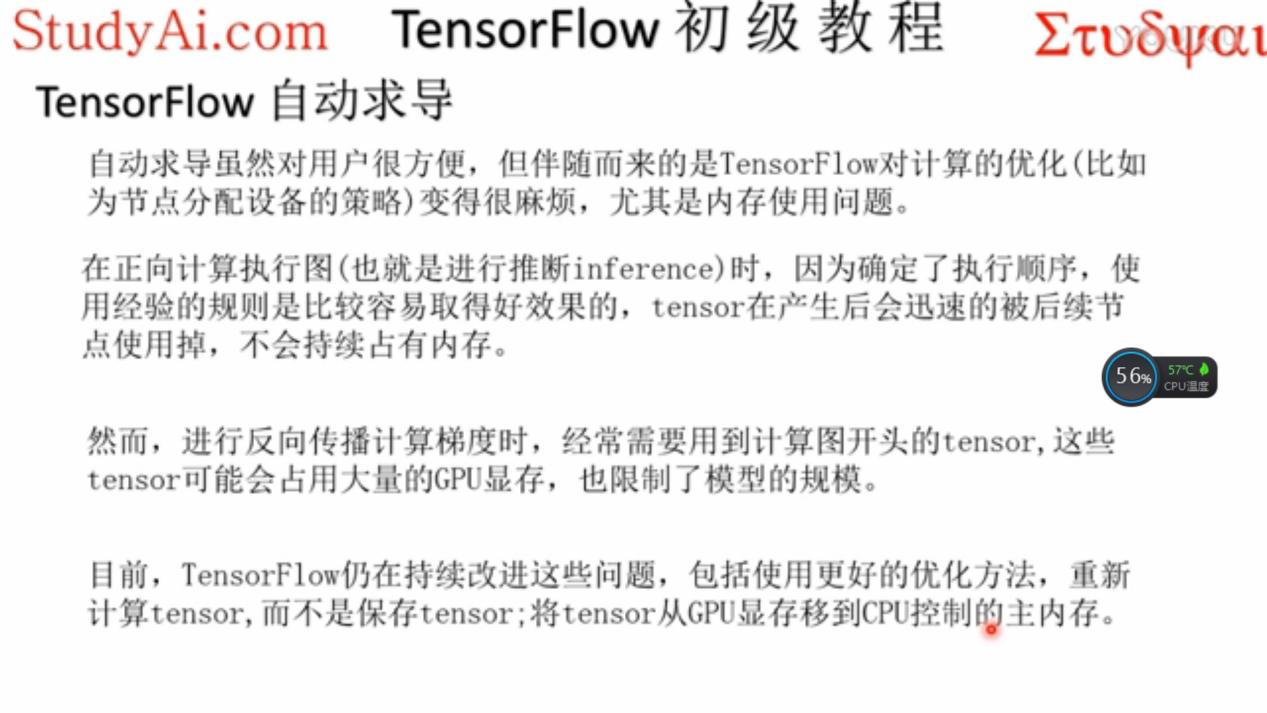 StudyAi.com
TensorFlow 初级教程
Στυδψαι
TensorFlow 自动求导
自动求导虽然对用户很方便，但伴随而来的是TensorFlow对计算的优化(比如
为节点分配设备的策略)变得很麻烦，尤其是内存使用问题。
在正向计算执行图(也就是进行推断inference)时，因为确定了执行顺序，使
用经验的规则是比较容易取得好效果的，tensor在产生后会迅速的被后续节
点使用掉，不会持续占有内存。
56%
57℃
CPU温度
然而，进行反向传播计算梯度时，经常需要用到计算图开头的tensor,这些
tensor可能会占用大量的GPU显存，也限制了模型的规模。
目前，TensorFlow仍在持续改进这些问题，包括使用更好的优化方法，重新
计算tensor,而不是保存tensor;将tensor从GPU显存移到CPU控制的主内存。